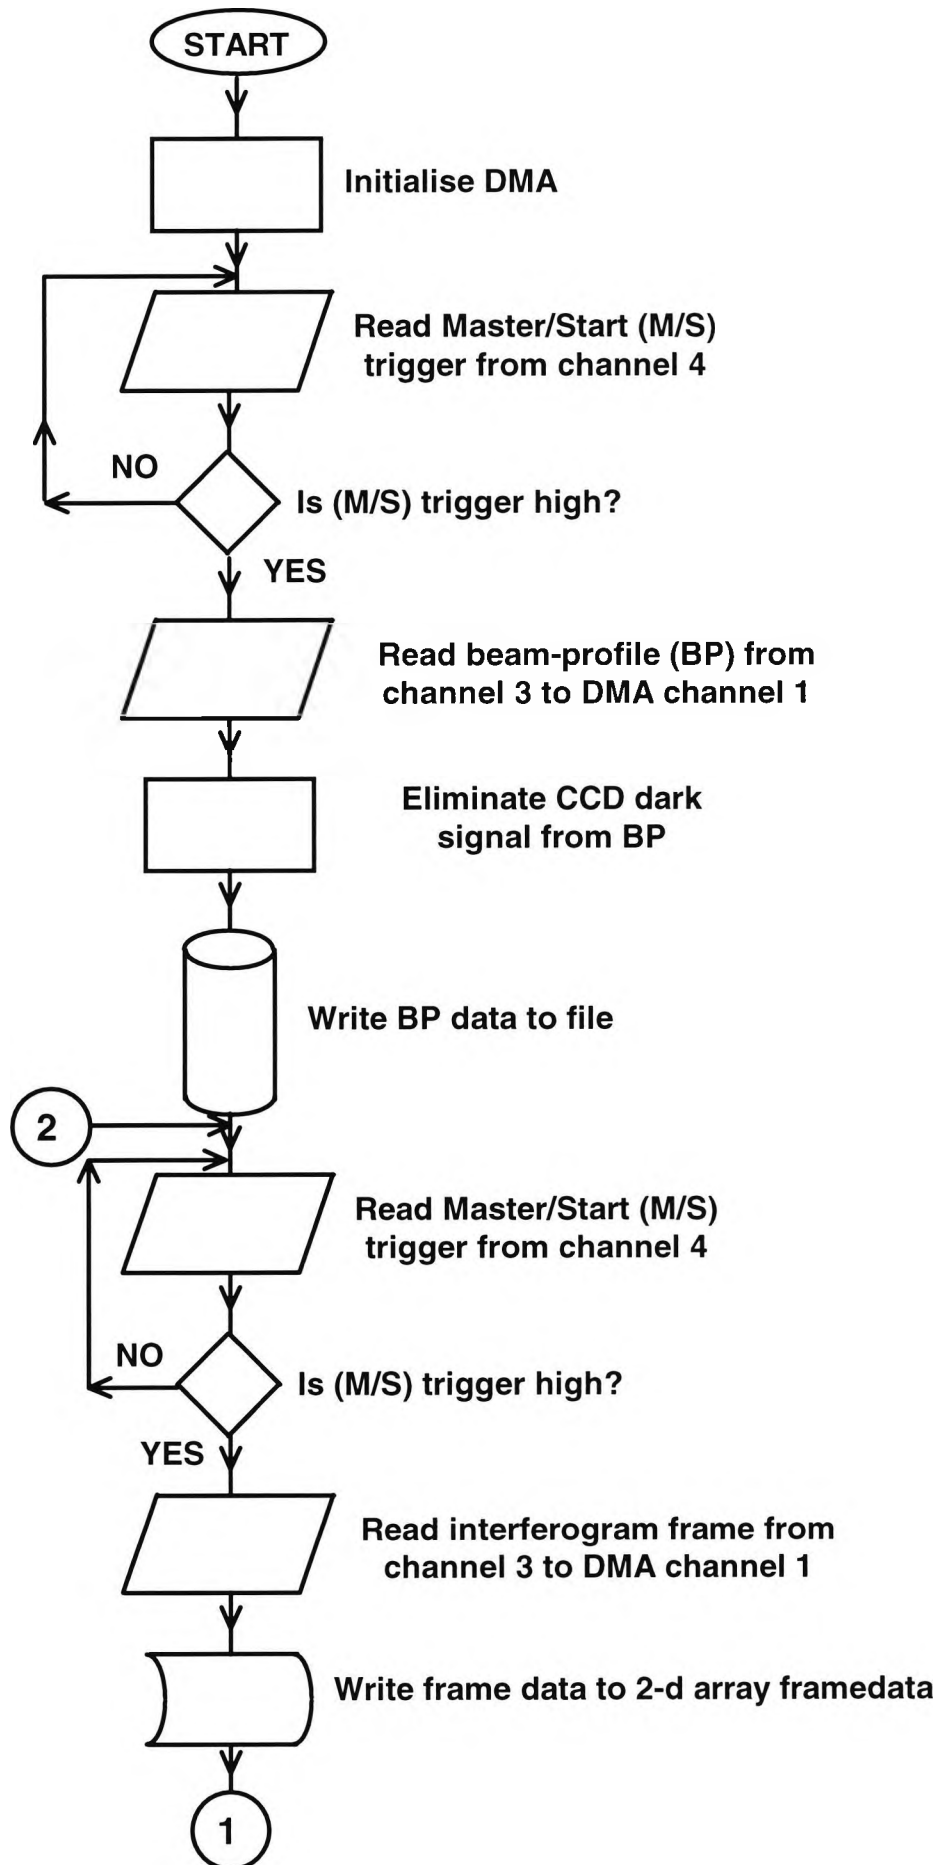 START
Initialise DMA
Read Master/Start (M/S)
trigger from channel 4
NO
Is (M/S) trigger high?
YES
Read beam-profile (BP) from
channel 3 to DMA channel 1
Eliminate CCD dark
signal from BP
Write BP data to file
2
Read Master/Start (M/S)
trigger from channel 4
NO
Is (M/S) trigger high?
YES
Read interferogram frame from
channel 3 to DMA channel 1
Write frame data to 2-d array framedata
1